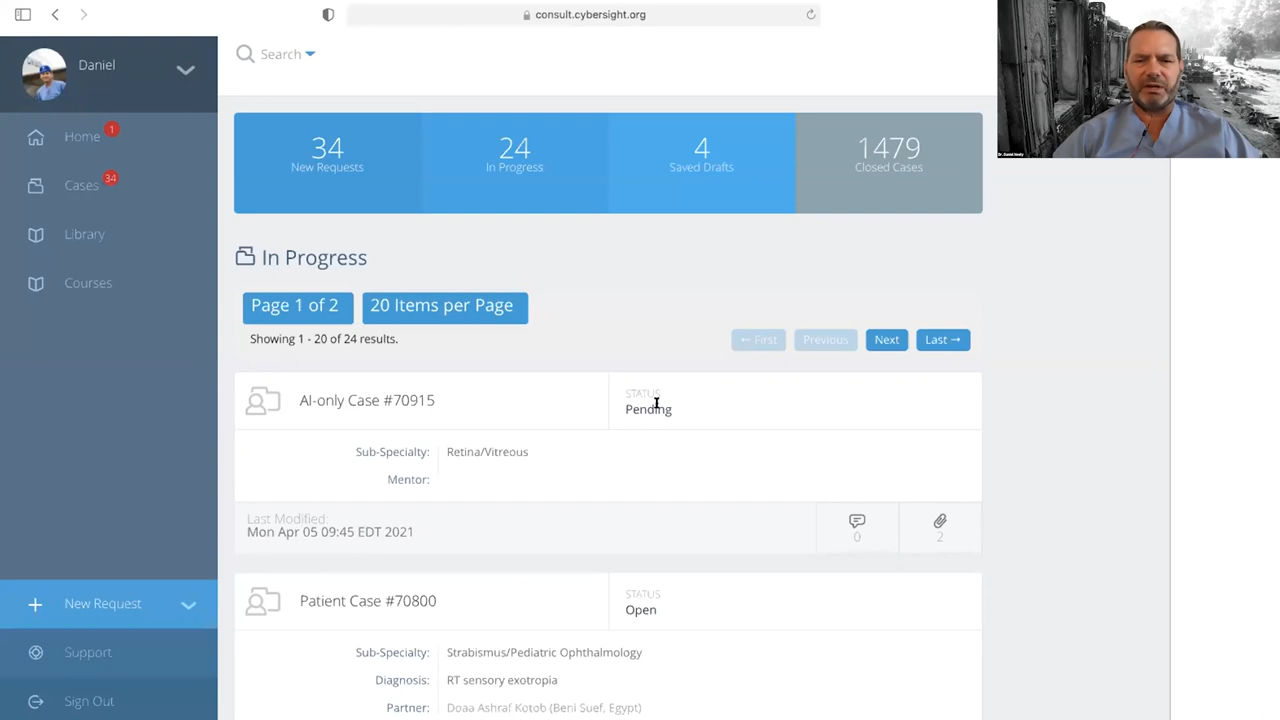 consult.cybersight.org
Daniel
Home 1
Cases 34
Library
Courses
New Request
Support
Sign Out
Search
34
New Requests
24
In Progress
4
Saved Drafts
1479
Closed Cases
In Progress
Page 1 of 2
20 Items per Page
Showing 1 - 20 of 24 results.
← First
Previous
Next
Last →
AI-only Case #70915
STATUS
Pending
Sub-Specialty: Retina/Vitreous
Mentor:
Last Modified:
Mon Apr 05 09:45 EDT 2021
0
2
Patient Case #70800
STATUS
Open
Sub-Specialty: Strabismus/Pediatric Ophthalmology
Diagnosis: RT sensory exotropia
Partner: Doaa Ashraf Kotob (Beni Suef, Egypt)